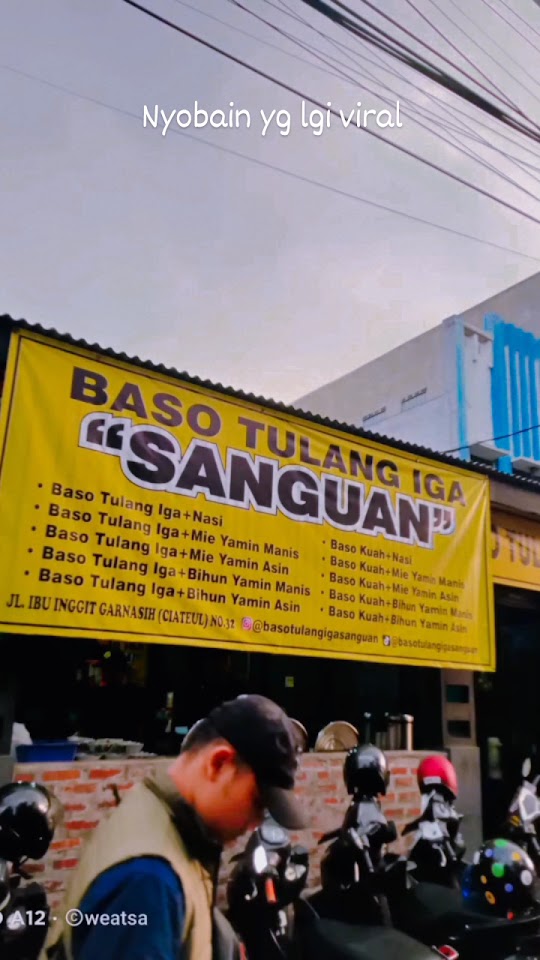 Nyobain yg lgi viral
BASO TULANG IGA
"SANGUAN"
• Baso Tulang Iga+Nasi
• Baso Tulang Iga+Mie Yamin Manis
• Baso Tulang Iga+Mie Yamin Asin
• Baso Tulang Iga+Bihun Yamin Manis
• Baso Tulang Iga+Bihun Yamin Asin
• Baso Kuah+Nasi
• Baso Kuah+Mie Yamin Manis
• Baso Kuah+Mie Yamin Asin
• Baso Kuah+Bihun Yamin Manis
• Baso Kuah+Bihun Yamin Asin
JL. IBU INGGIT GARNASIH (CIATEUL) NO.32 @basotulangigasanguan @basotulangigasanguan
A12 · ©weatsa